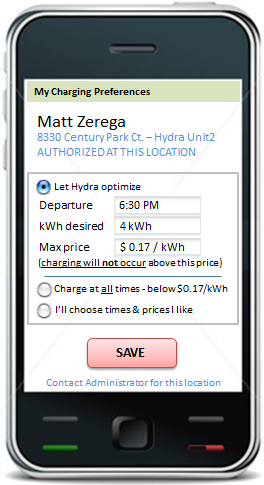 My Charging Preferences
Matt Zerega
8330 Century Park Ct. – Hydra Unit2
AUTHORIZED AT THIS LOCATION
Let Hydra optimize
Departure 6:30 PM
kWh desired 4 kWh
Max price $ 0.17 / kWh
(charging will not occur above this price)
Charge at all times - below $0.17/kWh
I'll choose times & prices I like
SAVE
Contact Administrator for this location